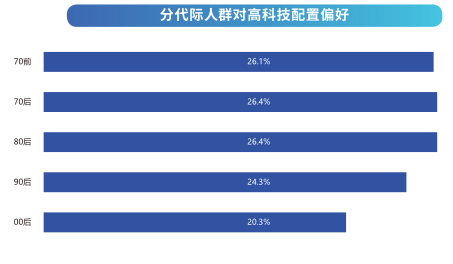 分代际人群对高科技配置偏好
70前 26.1%
70后 26.4%
80后 26.4%
90后 24.3%
00后 20.3%